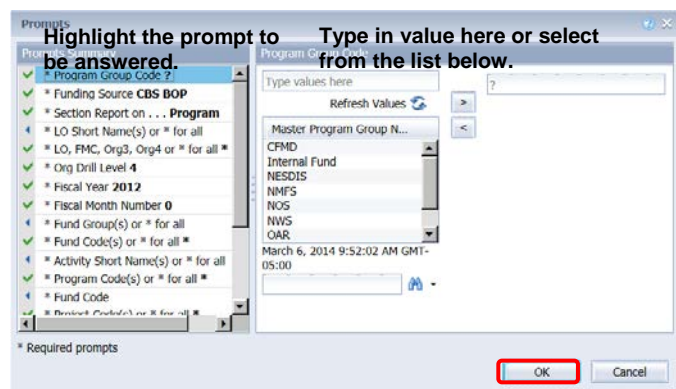 Prompts
Highlight the prompt to
be answered.
Type in value here or select
from the list below.
Prompts Summary
* Program Group Code ?
* Funding Source CBS BOP
* Section Report on . . . Program
* LO Short Name(s) or * for all
* LO, FMC, Org3, Org4 or * for all *
* Org Drill Level 4
* Fiscal Year 2012
* Fiscal Month Number 0
* Fund Group(s) or * for all
* Fund Code(s) or * for all *
* Activity Short Name(s) or * for all
* Program Code(s) or * for all *
* Fund Code
* Project Code(s) or * for all *
Program Group Code
Type values here
Refresh Values
Master Program Group N...
CFMD
Internal Fund
NESDIS
NMFS
NOS
NWS
OAR
March 6, 2014 9:52:02 AM GMT-
05:00
>
<
?
* Required prompts
OK
Cancel